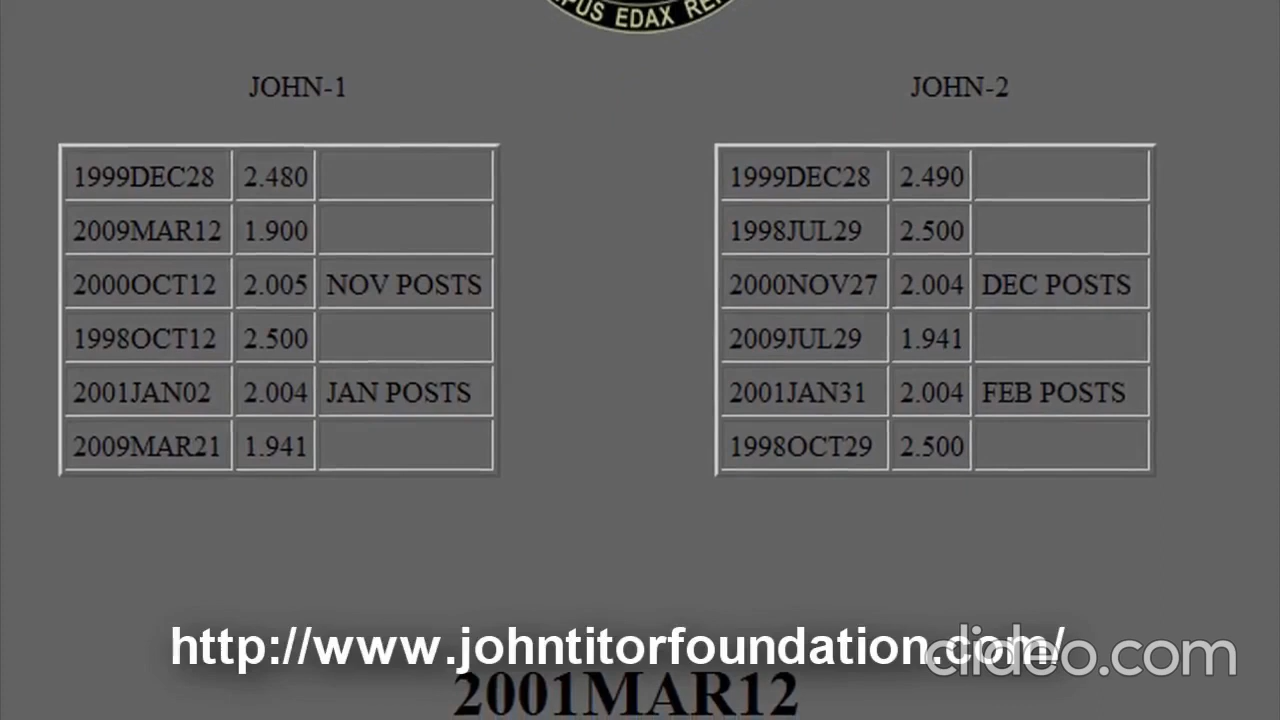 PUS EDAX RE
JOHN-1
JOHN-2
1999DEC28 2.480
2009MAR12 1.900
2000OCT12 2.005 NOV POSTS
1998OCT12 2.500
2001JAN02 2.004 JAN POSTS
2009MAR21 1.941
1999DEC28 2.490
1998JUL29 2.500
2000NOV27 2.004 DEC POSTS
2009JUL29 1.941
2001JAN31 2.004 FEB POSTS
1998OCT29 2.500
http://www.johntitorfoundation.com/
clideo.com
2001MAR12